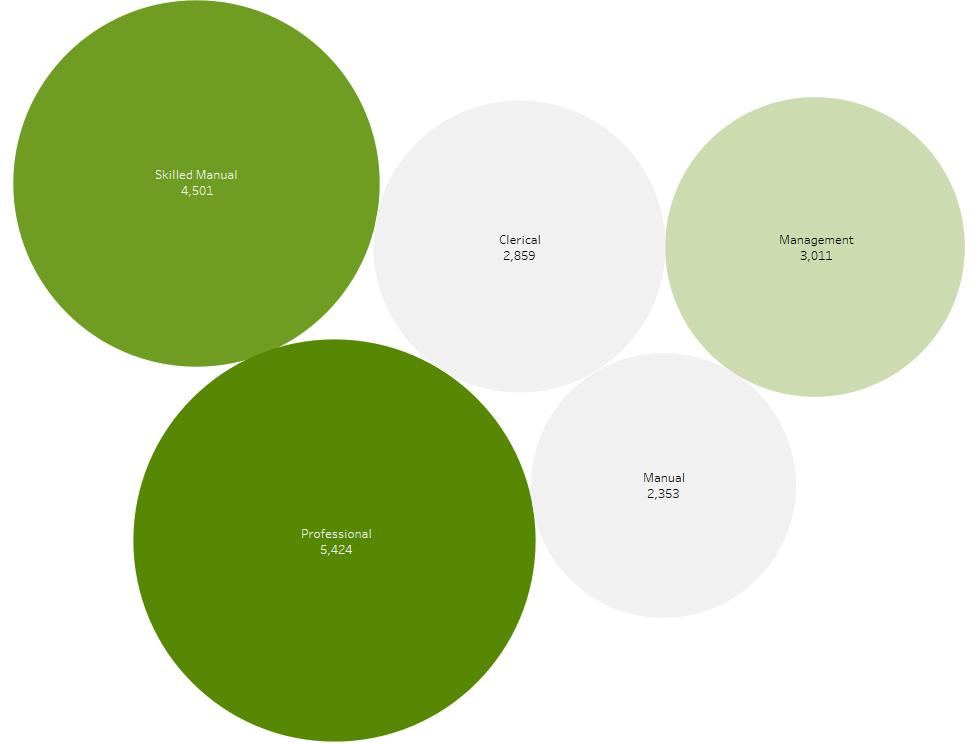 Skilled Manual
4,501
Clerical
2,859
Management
3,011
Manual
2,353
Professional
5,424